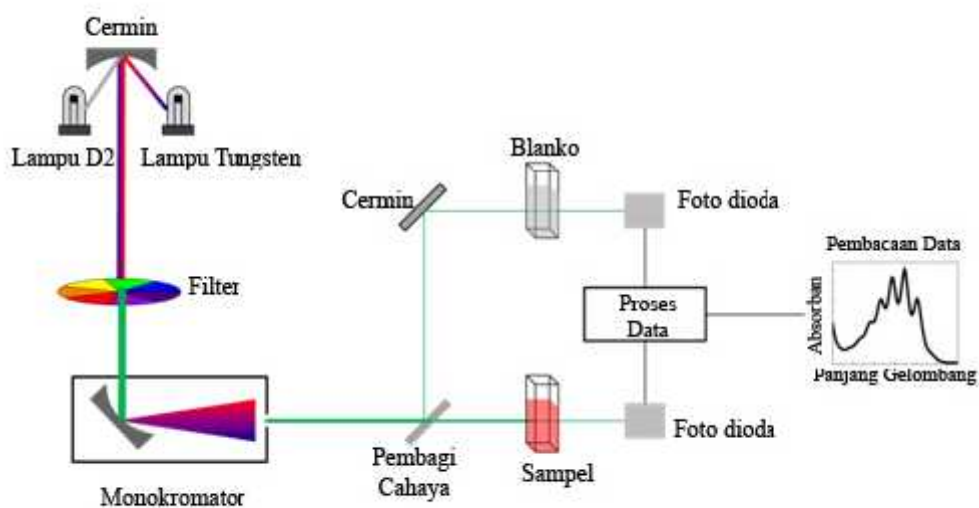 Cermin
Lampu D2
Lampu Tungsten
Filter
Monokromator
Cermin
Blanko
Foto dioda
Pembacaan Data
Proses
Data
Absorban
Panjang Gelombang
Pembagi
Cahaya
Sampel
Foto dioda